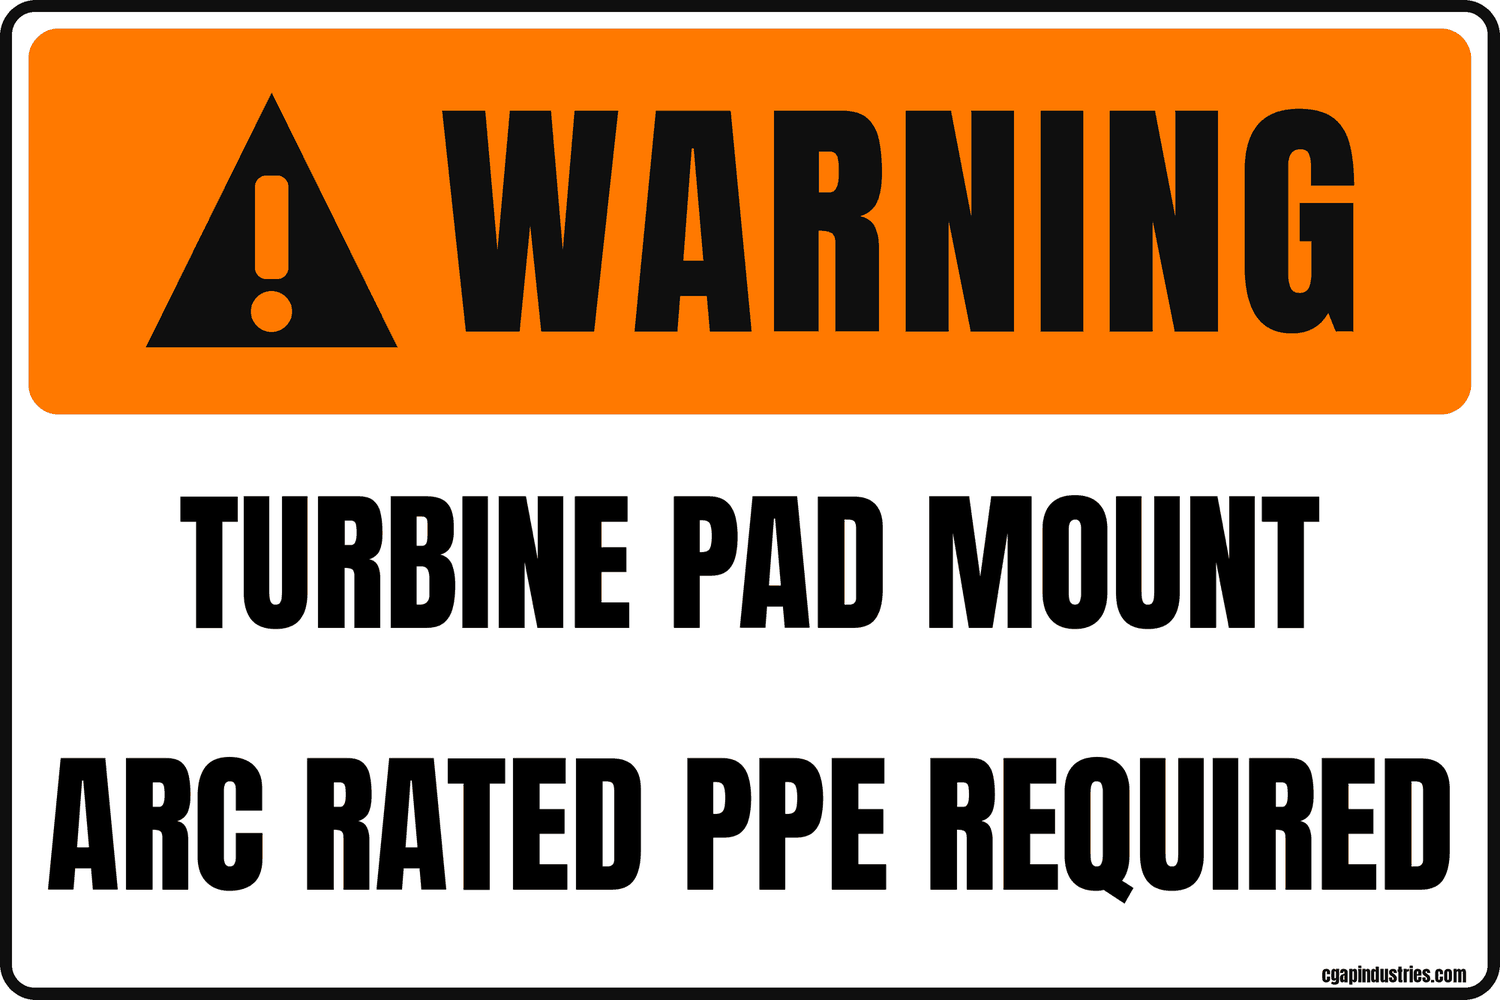 WARNING
TURBINE PAD MOUNT
ARC RATED PPE REQUIRED
cgapindustries.com